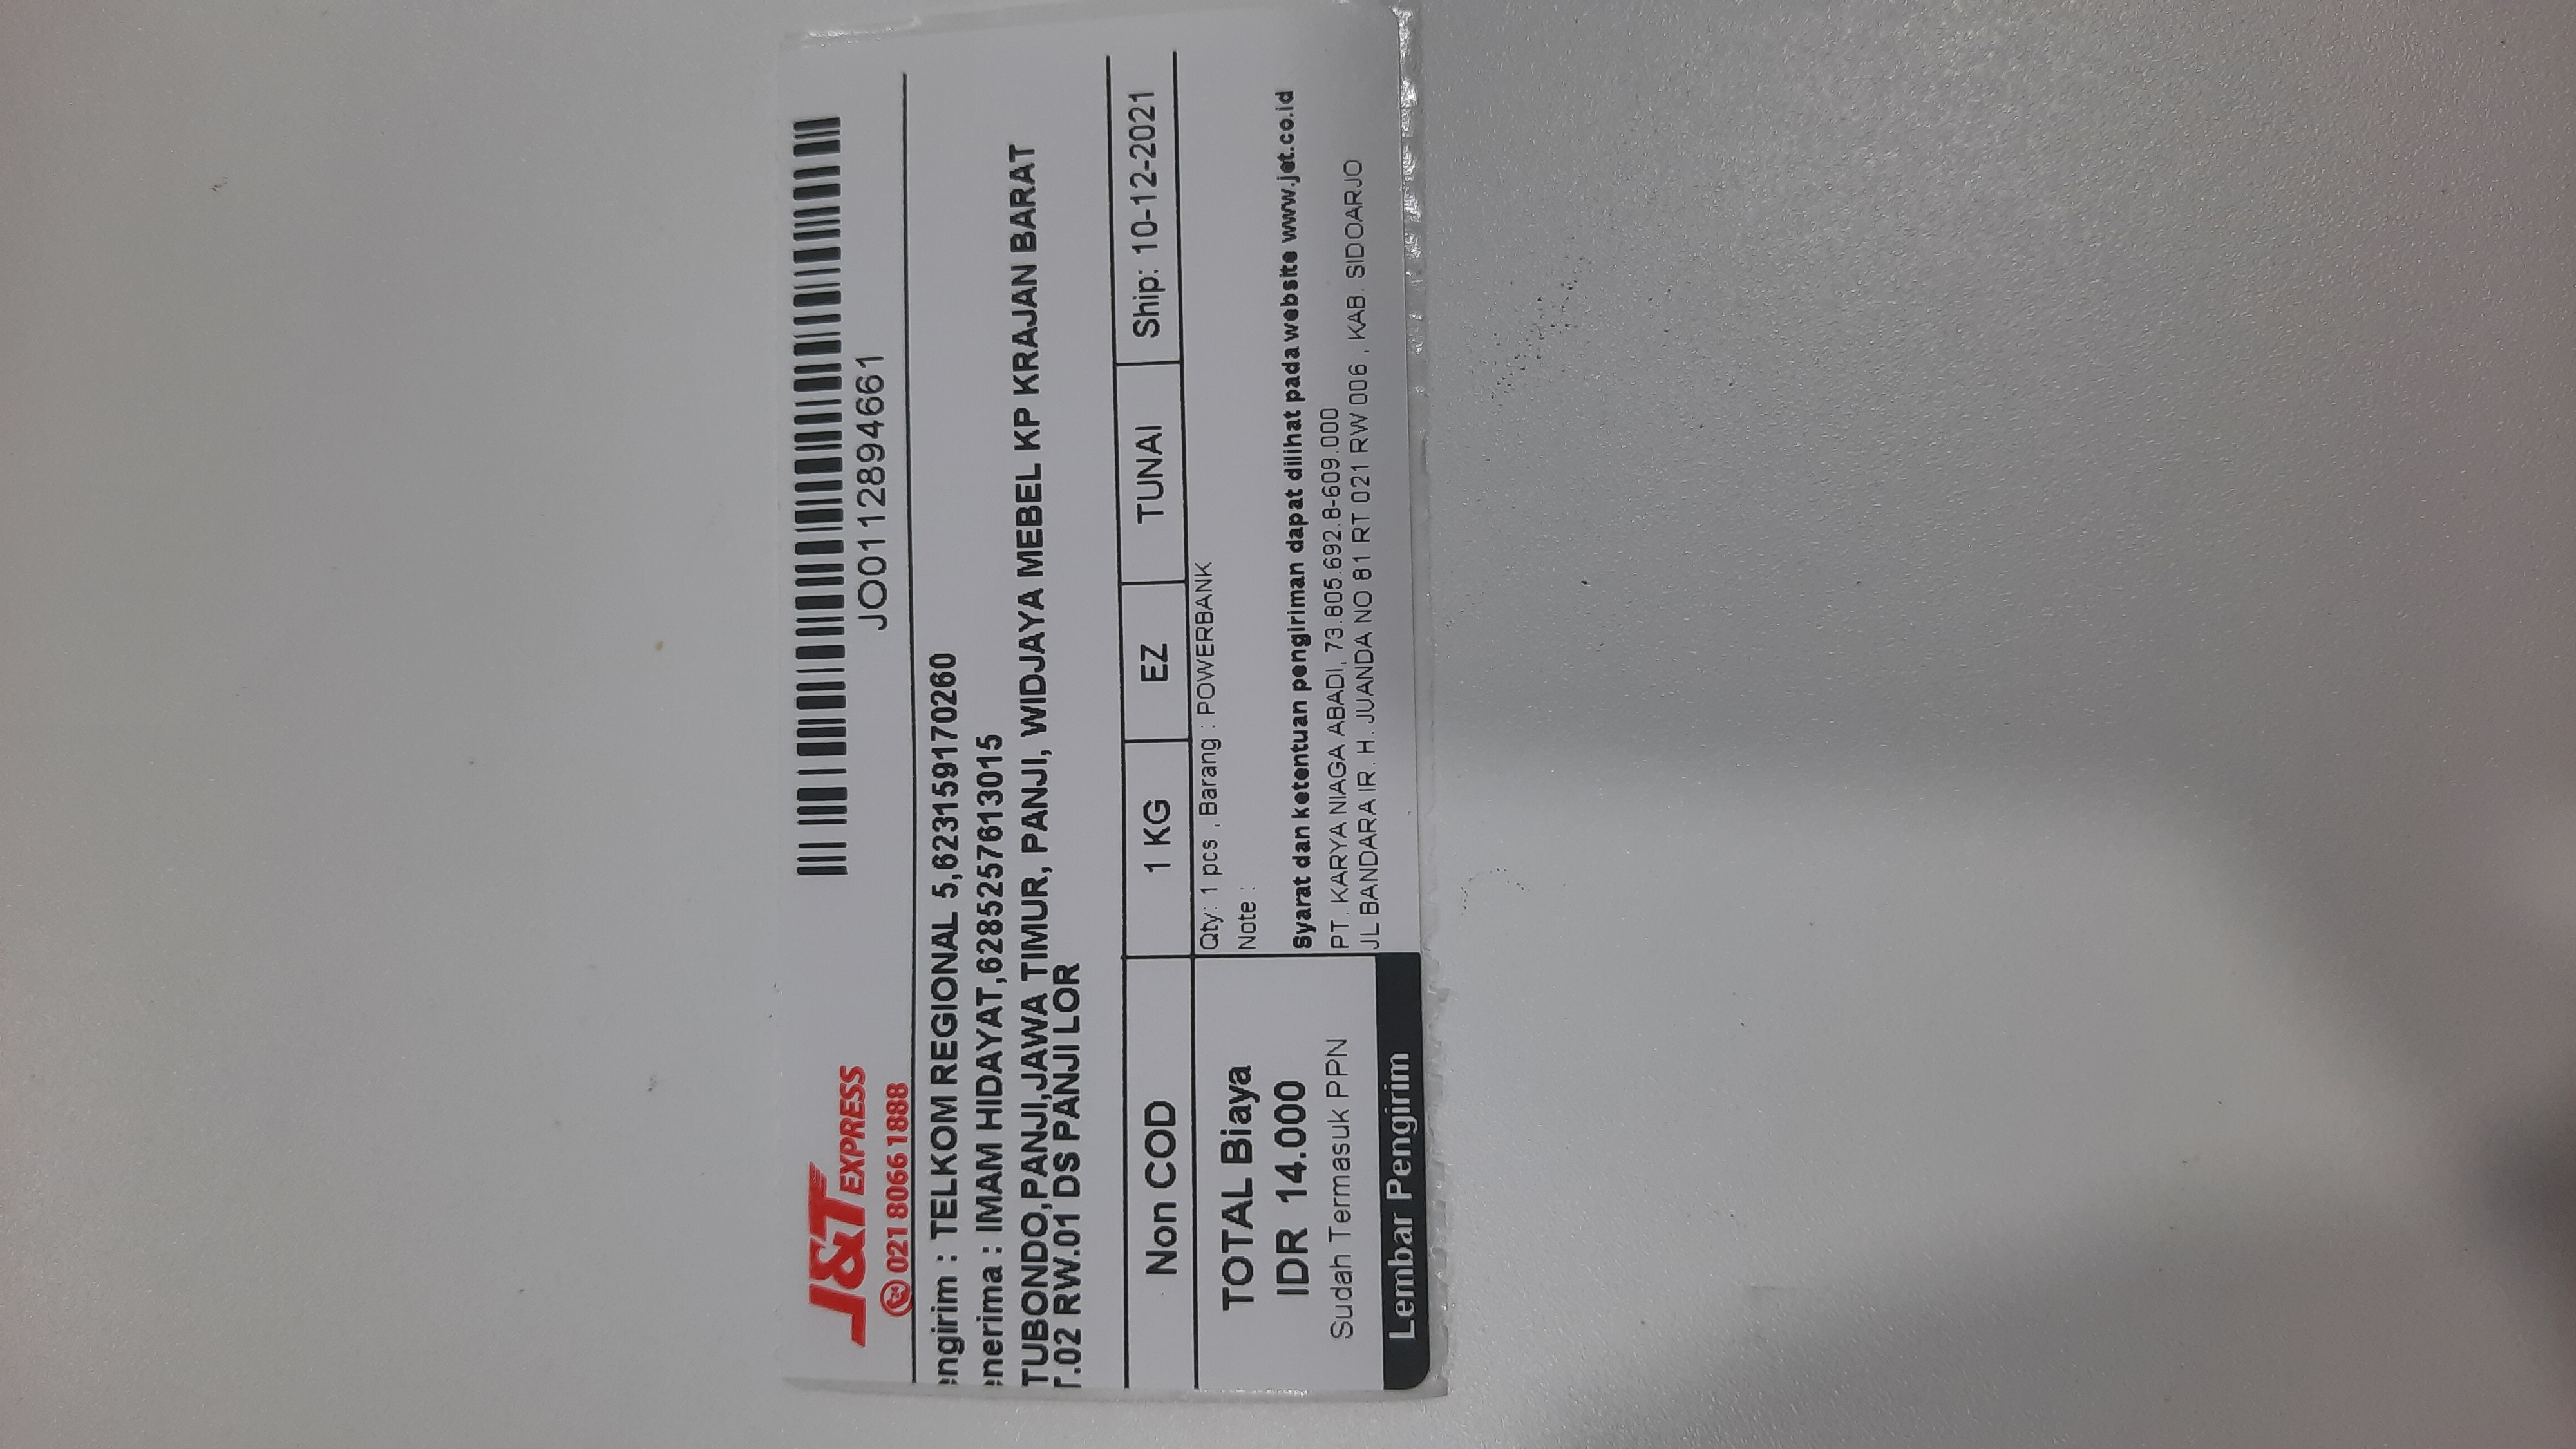 J&T EXPRESS
021 8066 1888
JO0112894661
engirim : TELKOM REGIONAL 5,623159170260
enerima : IMAM HIDAYAT,6285257613015
TUBONDO,PANJI,JAWA TIMUR, PANJI, WIDJAYA MEBEL KP KRAJAN BARAT
T.02 RW.01 DS PANJI LOR
Non COD 1 KG EZ TUNAI Ship: 10-12-2021
TOTAL Biaya
IDR 14.000
Sudah Termasuk PPN
Lembar Pengirim
Qty: 1 pcs , Barang : POWERBANK
Note :
Syarat dan ketentuan pengiriman dapat dilihat pada website www.jet.co.id
PT. KARYA NIAGA ABADI, 73.805.692.8-609.000
JL BANDARA IR. H. JUANDA NO 81 RT 021 RW 006 , KAB. SIDOARJO